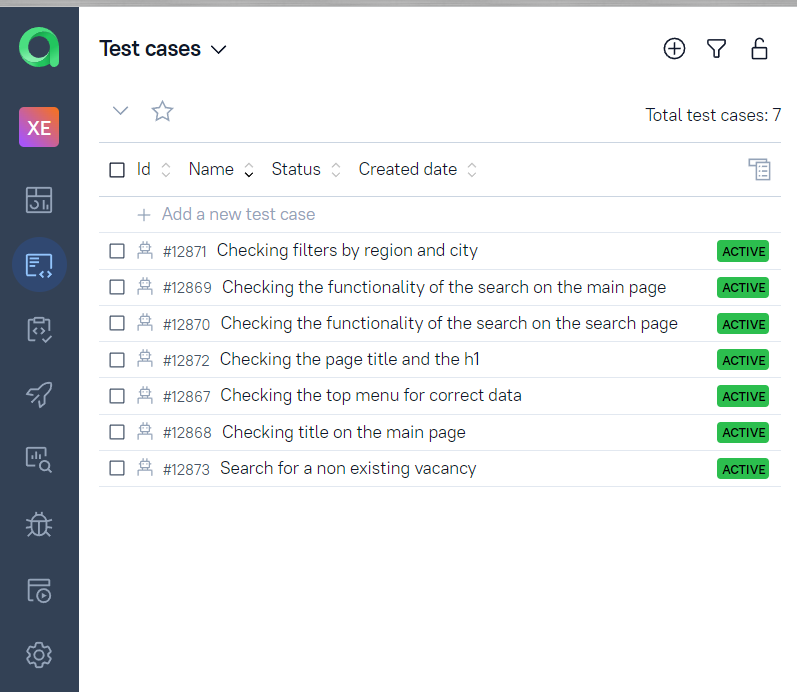 Test cases
XE
Total test cases: 7
Id Name Status Created date
Add a new test case
#12871 Checking filters by region and city ACTIVE
#12869 Checking the functionality of the search on the main page ACTIVE
#12870 Checking the functionality of the search on the search page ACTIVE
#12872 Checking the page title and the h1 ACTIVE
#12867 Checking the top menu for correct data ACTIVE
#12868 Checking title on the main page ACTIVE
#12873 Search for a non existing vacancy ACTIVE